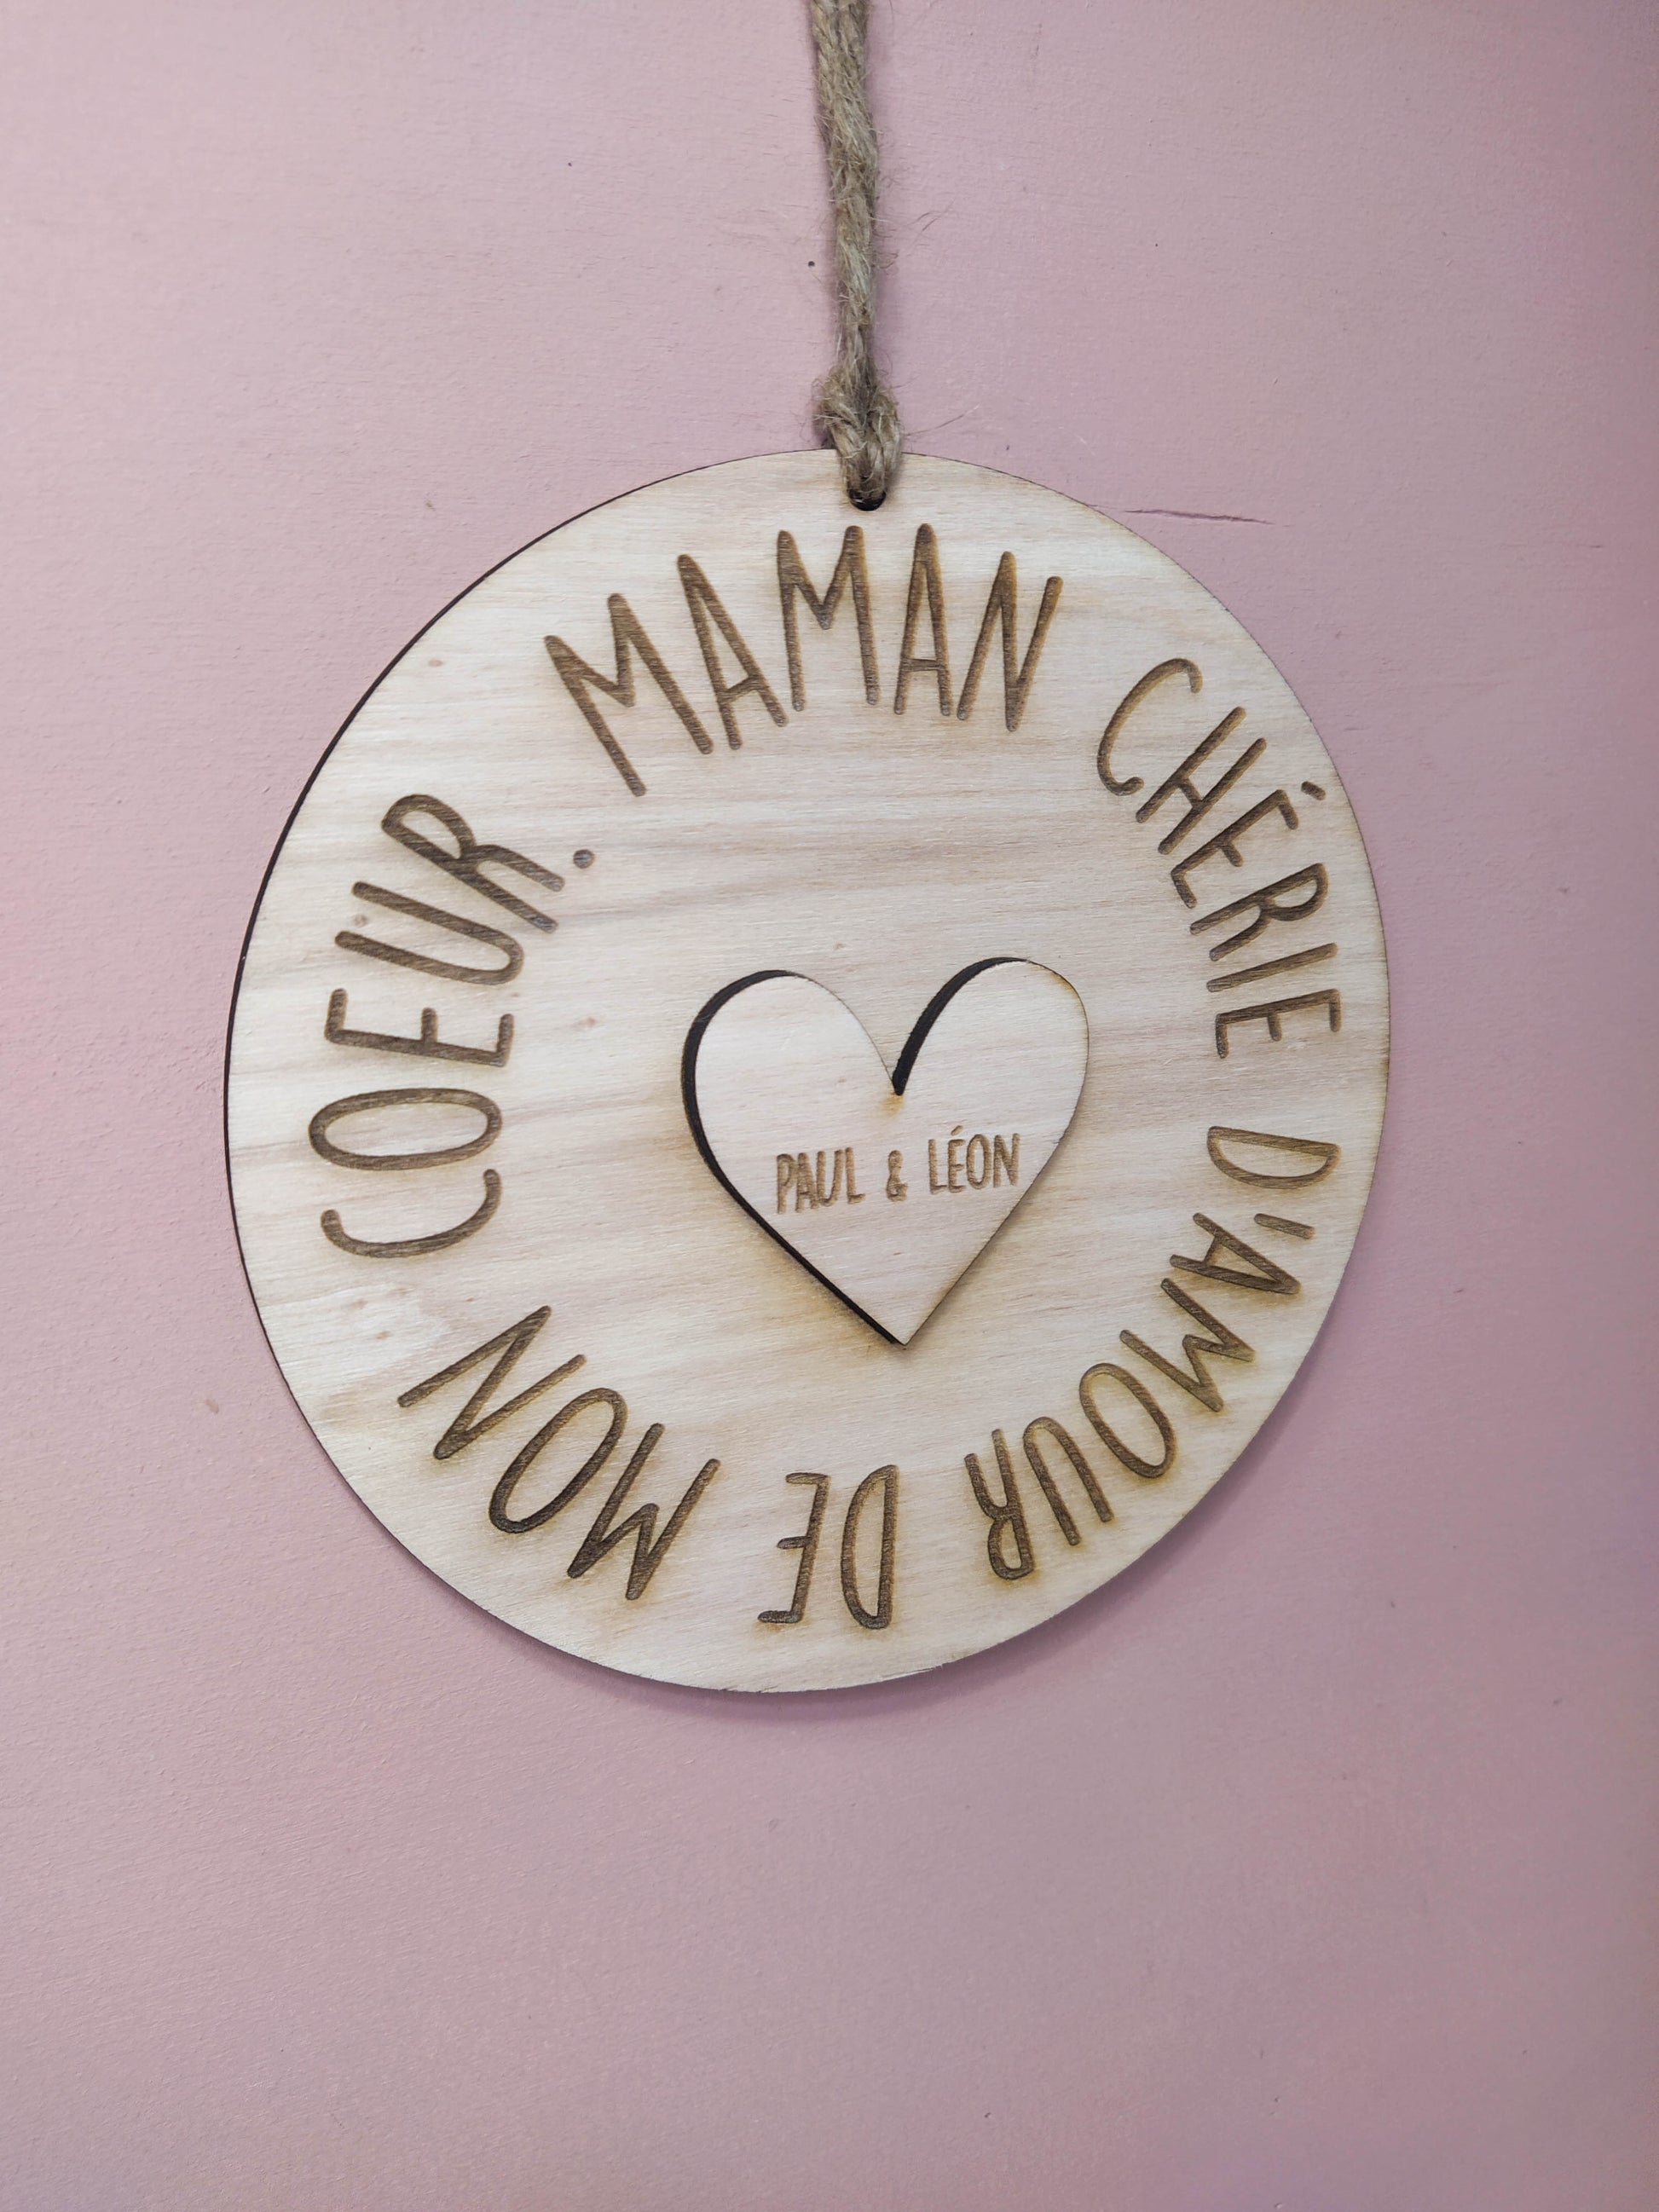 MAMAN CHÉRIE D'AMOUR DE MON COEUR.
PAUL & LÉON